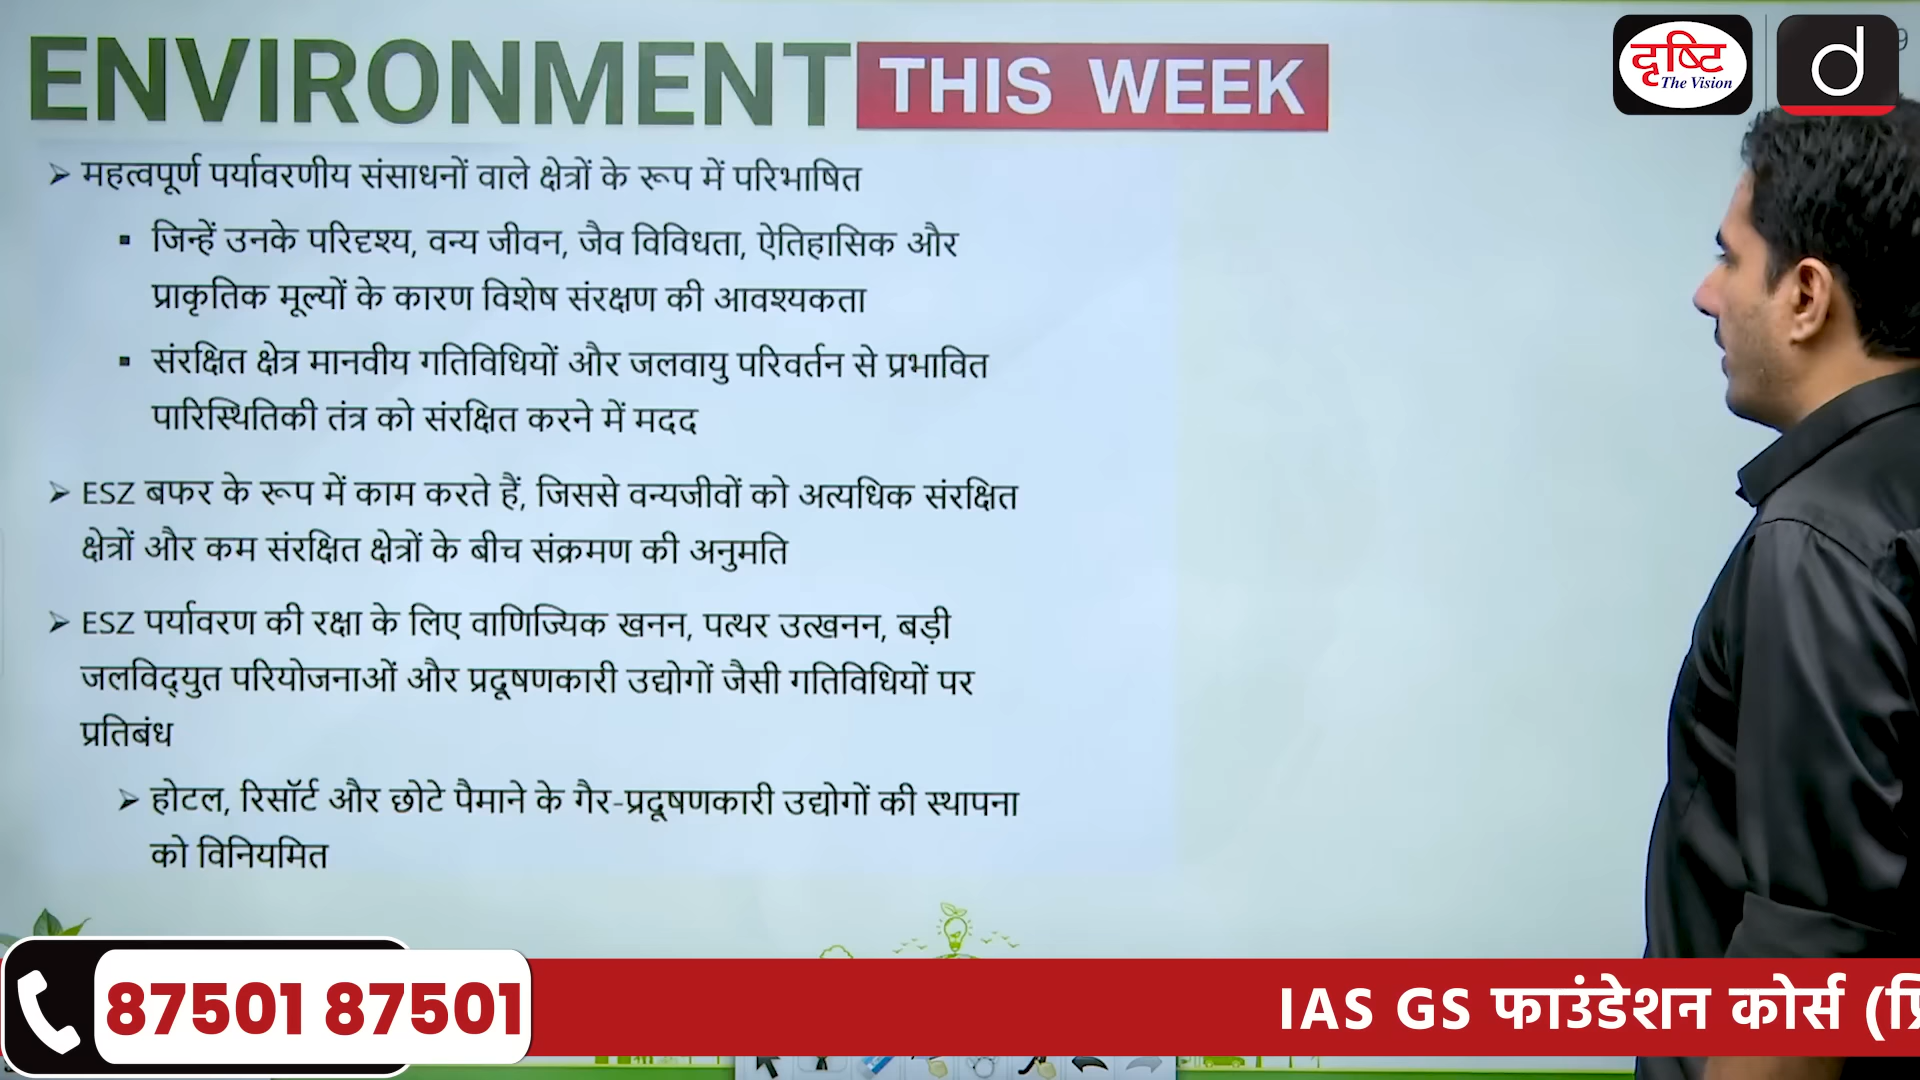 ENVIRONMENT THIS WEEK
दृष्टि
The Vision
d
9
➢ महत्वपूर्ण पर्यावरणीय संसाधनों वाले क्षेत्रों के रूप में परिभाषित
▪ जिन्हें उनके परिदृश्य, वन्य जीवन, जैव विविधता, ऐतिहासिक और
प्राकृतिक मूल्यों के कारण विशेष संरक्षण की आवश्यकता
▪ संरक्षित क्षेत्र मानवीय गतिविधियों और जलवायु परिवर्तन से प्रभावित
पारिस्थितिकी तंत्र को संरक्षित करने में मदद
➢ ESZ बफर के रूप में काम करते हैं, जिससे वन्यजीवों को अत्यधिक संरक्षित
क्षेत्रों और कम संरक्षित क्षेत्रों के बीच संक्रमण की अनुमति
➢ ESZ पर्यावरण की रक्षा के लिए वाणिज्यिक खनन, पत्थर उत्खनन, बड़ी
जलविद्युत परियोजनाओं और प्रदूषणकारी उद्योगों जैसी गतिविधियों पर
प्रतिबंध
➢ होटल, रिसॉर्ट और छोटे पैमाने के गैर-प्रदूषणकारी उद्योगों की स्थापना
को विनियमित
87501 87501
IAS GS फाउंडेशन कोर्स (प्रि